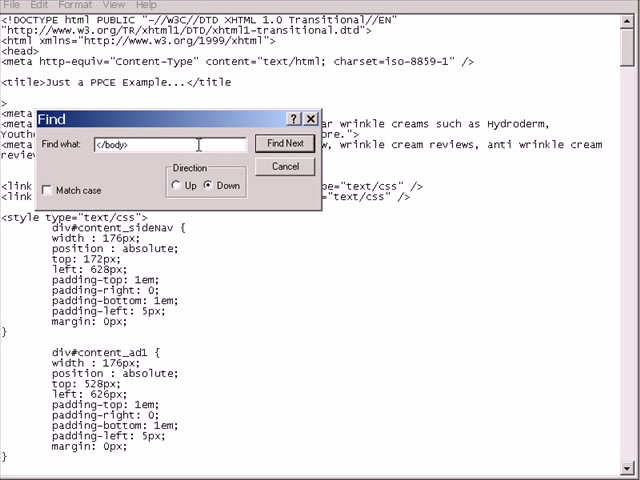 File Edit Format View Help
<!DOCTYPE html PUBLIC "-//W3C//DTD XHTML 1.0 Transitional//EN"
"http://www.w3.org/TR/xhtml1/DTD/xhtml1-transitional.dtd">
<html xmlns="http://www.w3.org/1999/xhtml">
<head>
<meta http-equiv="Content-Type" content="text/html; charset=iso-8859-1" />
<title>Just a PPCE Example...</title
>
<meta
<meta ar wrinkle creams such as Hydroderm,
Youth ore.">
<meta w, wrinkle cream reviews, anti wrinkle cream
review
Find
Find what: </body> Find Next
Direction Cancel
Match case Up Down
<link pe="text/css" />
<link ="text/css" />
<style type="text/css">
div#content_sideNav {
width : 176px;
position : absolute;
top: 172px;
left: 628px;
padding-top: 1em;
padding-right: 0;
padding-bottom: 1em;
padding-left: 5px;
margin: 0px;
}
div#content_ad1 {
width : 176px;
position : absolute;
top: 528px;
left: 626px;
padding-top: 1em;
padding-right: 0;
padding-bottom: 1em;
padding-left: 5px;
margin: 0px;
}